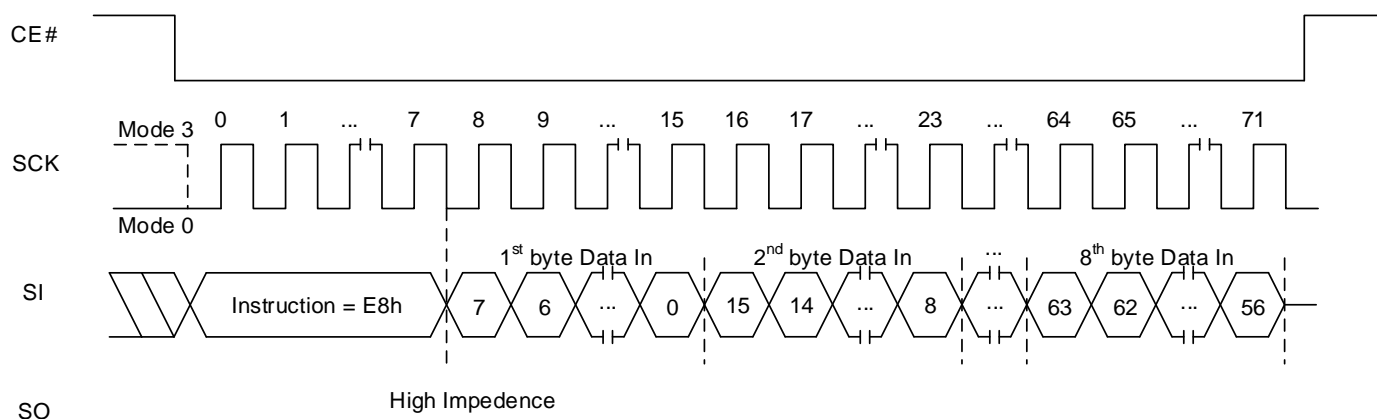 CE#
Mode 3 0 1 ... 7 8 9 ... 15 16 17 ... 23 ... 64 65 ... 71
SCK
Mode 0
1st byte Data In 2nd byte Data In ... 8th byte Data In
SI Instruction = E8h 7 6 ... 0 15 14 ... 8 ... 63 62 ... 56
High Impedence
SO